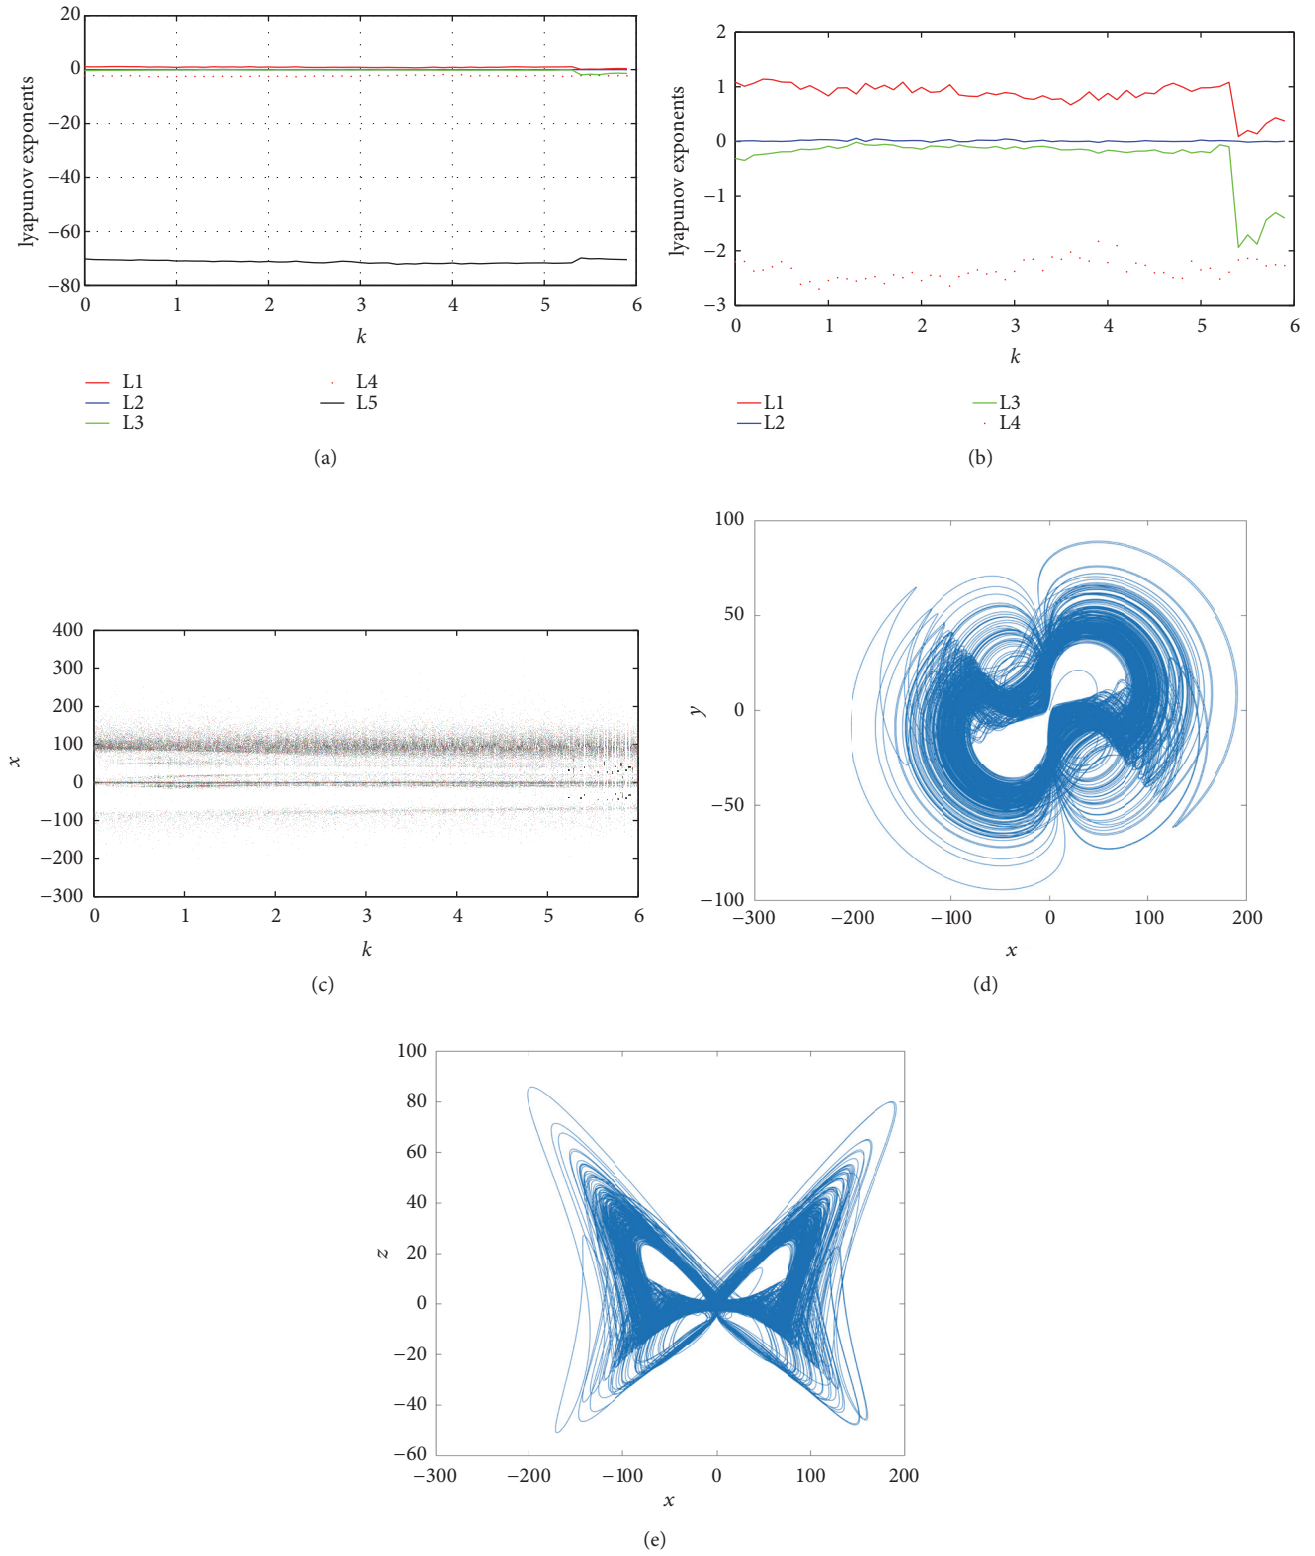 20
0
−20
−40
−60
−80
lyapunov exponents
0 1 2 3 4 5 6
k
L1
L2
L3
L4
L5
(a)
2
1
0
−1
−2
−3
lyapunov exponents
0 1 2 3 4 5 6
k
L1
L2
L3
L4
(b)
400
300
200
100
0
−100
−200
−300
x
0 1 2 3 4 5 6
k
(c)
100
50
0
−50
−100
y
−300 −200 −100 0 100 200
x
(d)
100
80
60
40
20
0
−20
−40
−60
z
−300 −200 −100 0 100 200
x
(e)